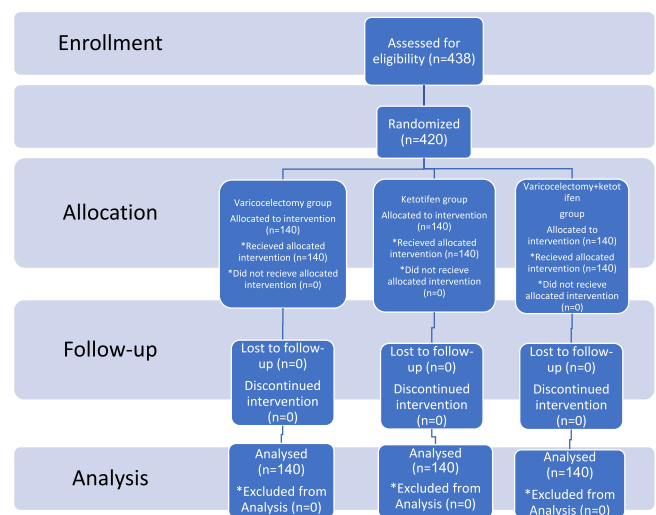 Enrollment
Assessed for
eligibility (n=438)
Randomized
(n=420)
Allocation
Varicocelectomy group
Allocated to intervention
(n=140)
*Recieved allocated
intervention (n=140)
*Did not recieve allocated
intervention (n=0)
Ketotifen group
Allocated to intervention
(n=140)
*Recieved allocated
intervention (n=140)
*Did not recieve
allocated intervention
(n=0)
Varicocelectomy+ketot
ifen
group
Allocated to
intervention (n=140)
*Recieved allocated
intervention (n=140)
*Did not recieve
allocated intervention
(n=0)
Follow-up
Lost to follow-
up (n=0)
Discontinued
intervention
(n=0)
Lost to follow-
up (n=0)
Discontinued
intervention
(n=0)
Lost to follow-
up (n=0)
Discontinued
intervention
(n=0)
Analysis
Analysed
(n=140)
*Excluded from
Analysis (n=0)
Analysed
(n=140)
*Excluded from
Analysis (n=0)
Analysed
(n=140)
*Excluded from
Analysis (n=0)